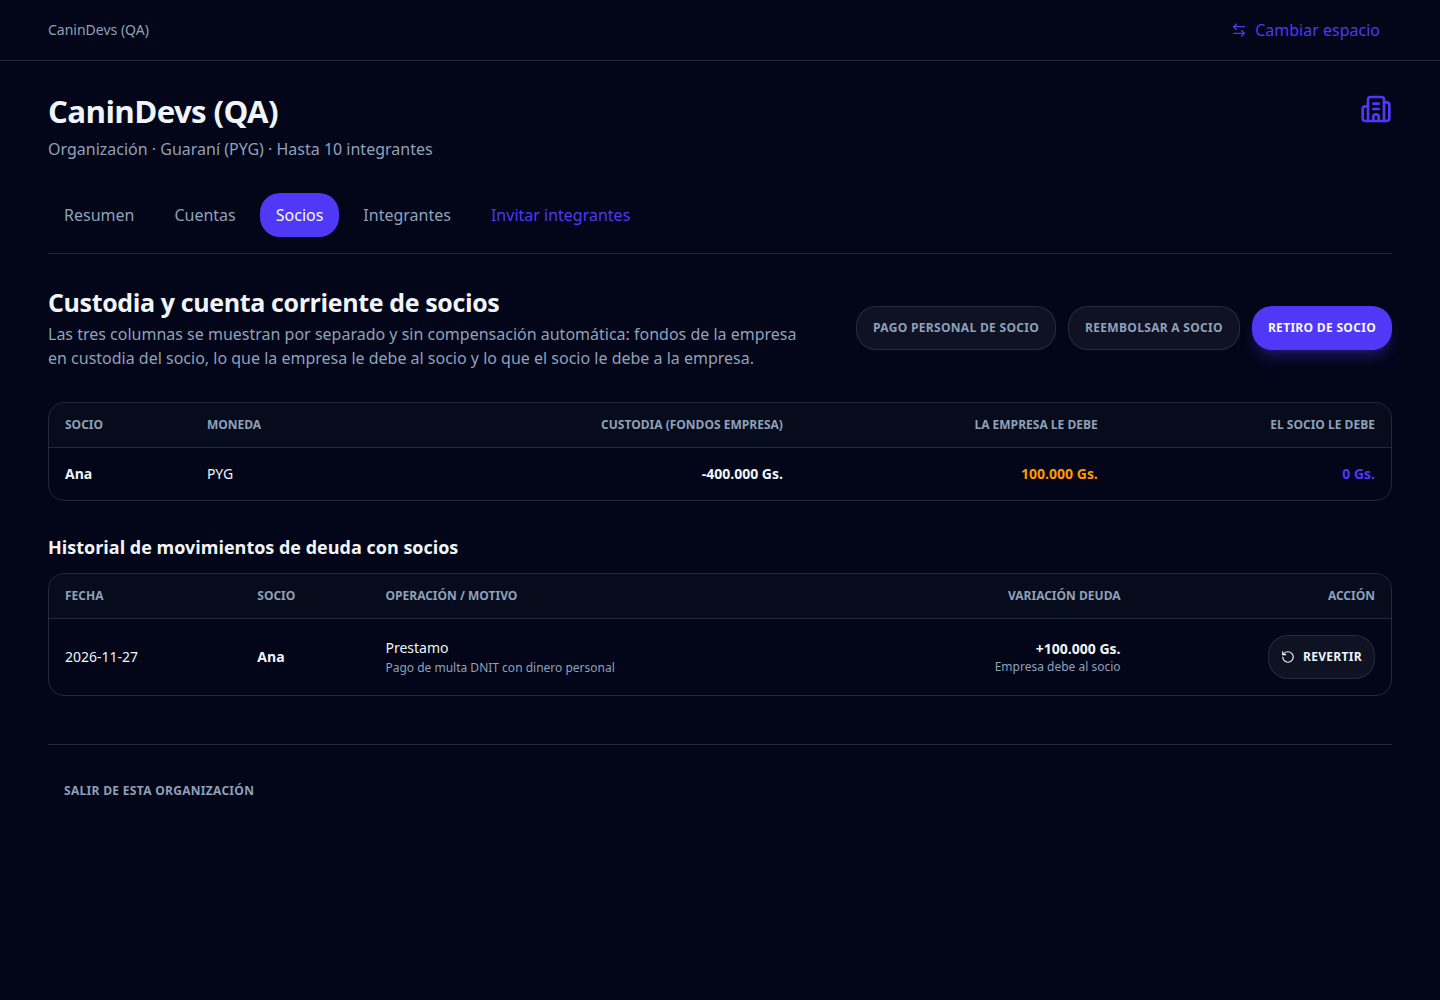 CaninDevs (QA)
Cambiar espacio
CaninDevs (QA)
Organización · Guaraní (PYG) · Hasta 10 integrantes
Resumen
Cuentas
Socios
Integrantes
Invitar integrantes
Custodia y cuenta corriente de socios
Las tres columnas se muestran por separado y sin compensación automática: fondos de la empresa
en custodia del socio, lo que la empresa le debe al socio y lo que el socio le debe a la empresa.
PAGO PERSONAL DE SOCIO
REEMBOLSAR A SOCIO
RETIRO DE SOCIO
SOCIO MONEDA CUSTODIA (FONDOS EMPRESA) LA EMPRESA LE DEBE EL SOCIO LE DEBE
Ana PYG -400.000 Gs. 100.000 Gs. 0 Gs.
Historial de movimientos de deuda con socios
FECHA SOCIO OPERACIÓN / MOTIVO VARIACIÓN DEUDA ACCIÓN
2026-11-27
Ana
Prestamo
Pago de multa DNIT con dinero personal
+100.000 Gs.
Empresa debe al socio
REVERTIR
SALIR DE ESTA ORGANIZACIÓN